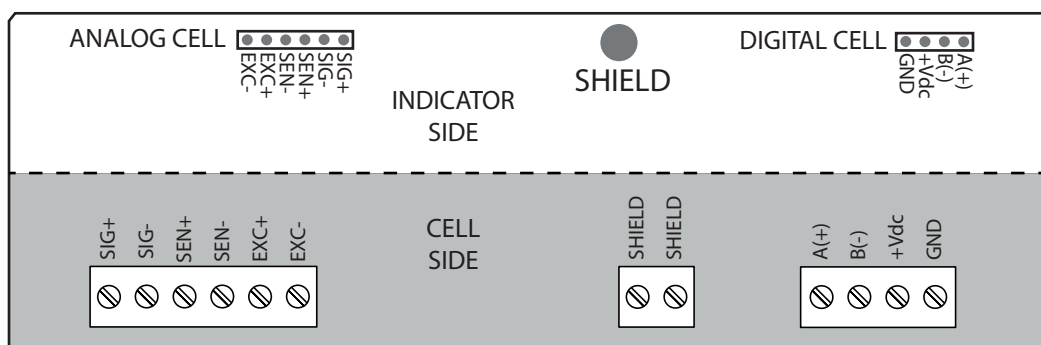 ANALOG CELL
EXC-
EXC+
SEN-
SEN+
SIG-
SIG+
SHIELD
DIGITAL CELL
GND
+Vdc
B(-)
A(+)
INDICATOR
SIDE
SIG+
SIG-
SEN+
SEN-
EXC+
EXC-
CELL
SIDE
SHIELD
SHIELD
A(+)
B(-)
+Vdc
GND